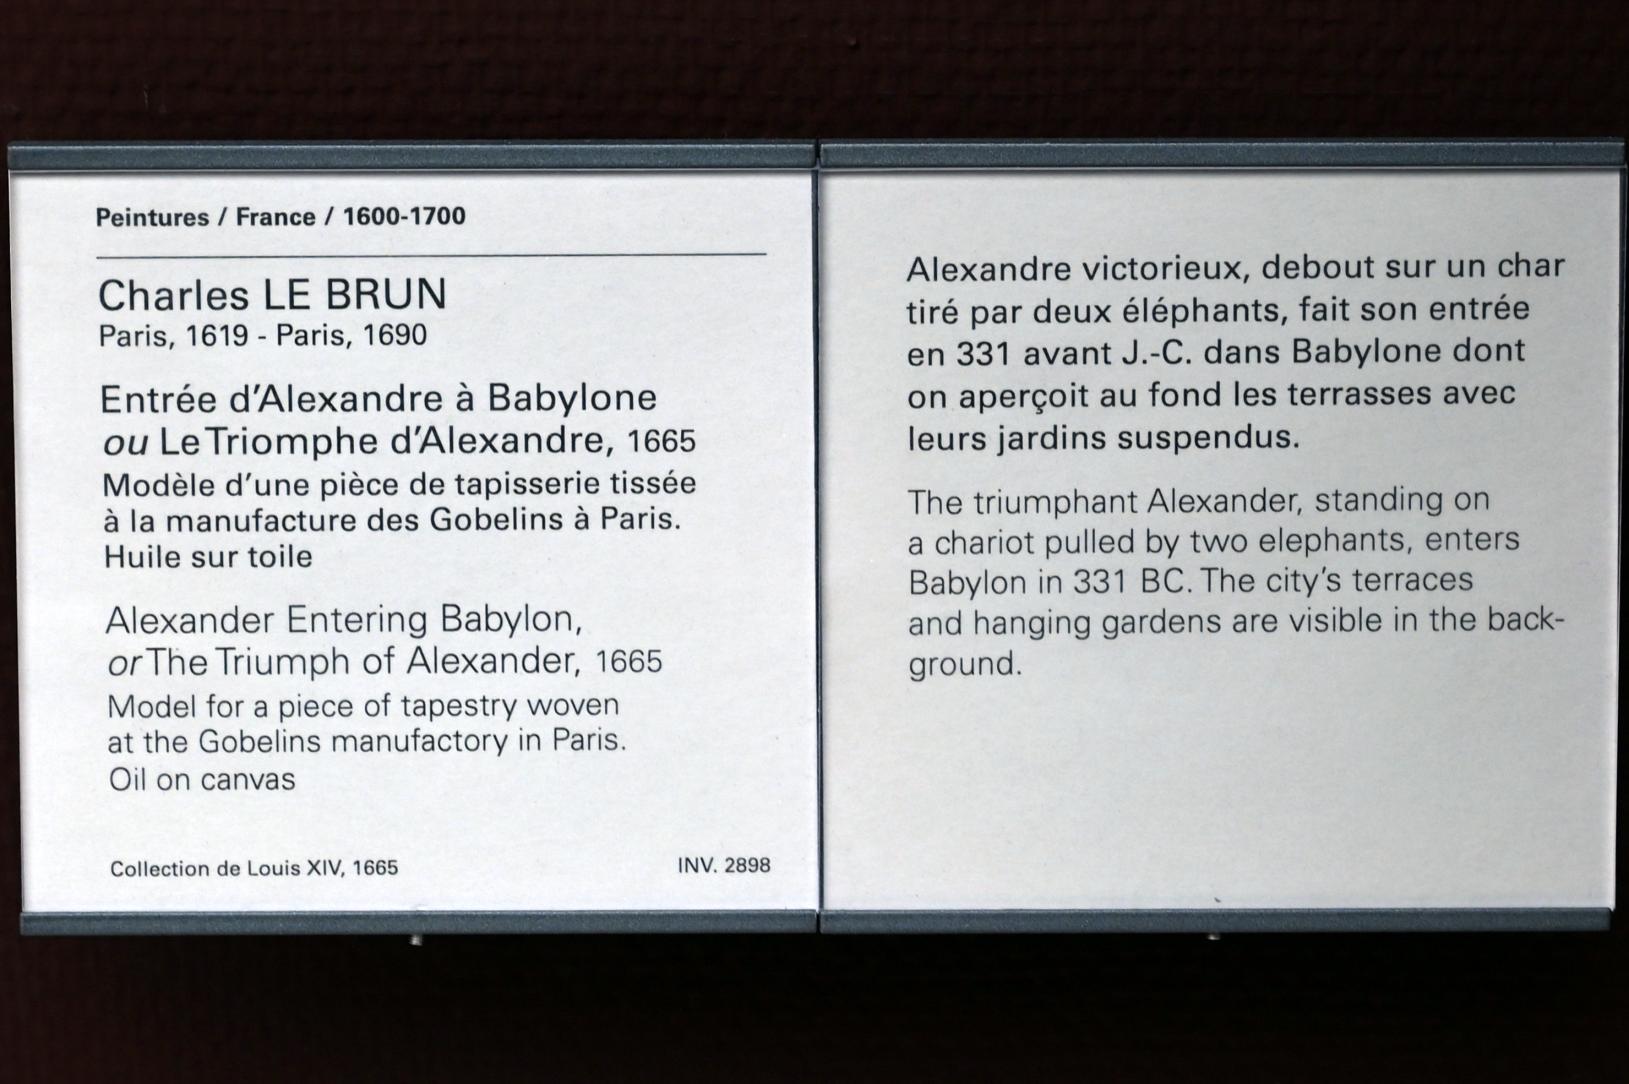 Peintures / France / 1600-1700
Charles LE BRUN
Paris, 1619 - Paris, 1690
Entrée d'Alexandre à Babylone
ou Le Triomphe d'Alexandre, 1665
Modèle d'une pièce de tapisserie tissée
à la manufacture des Gobelins à Paris.
Huile sur toile
Alexander Entering Babylon,
or The Triumph of Alexander, 1665
Model for a piece of tapestry woven
at the Gobelins manufactory in Paris.
Oil on canvas
Collection de Louis XIV, 1665
INV. 2898
Alexandre victorieux, debout sur un char
tiré par deux éléphants, fait son entrée
en 331 avant J.-C. dans Babylone dont
on aperçoit au fond les terrasses avec
leurs jardins suspendus.
The triumphant Alexander, standing on
a chariot pulled by two elephants, enters
Babylon in 331 BC. The city's terraces
and hanging gardens are visible in the back-
ground.